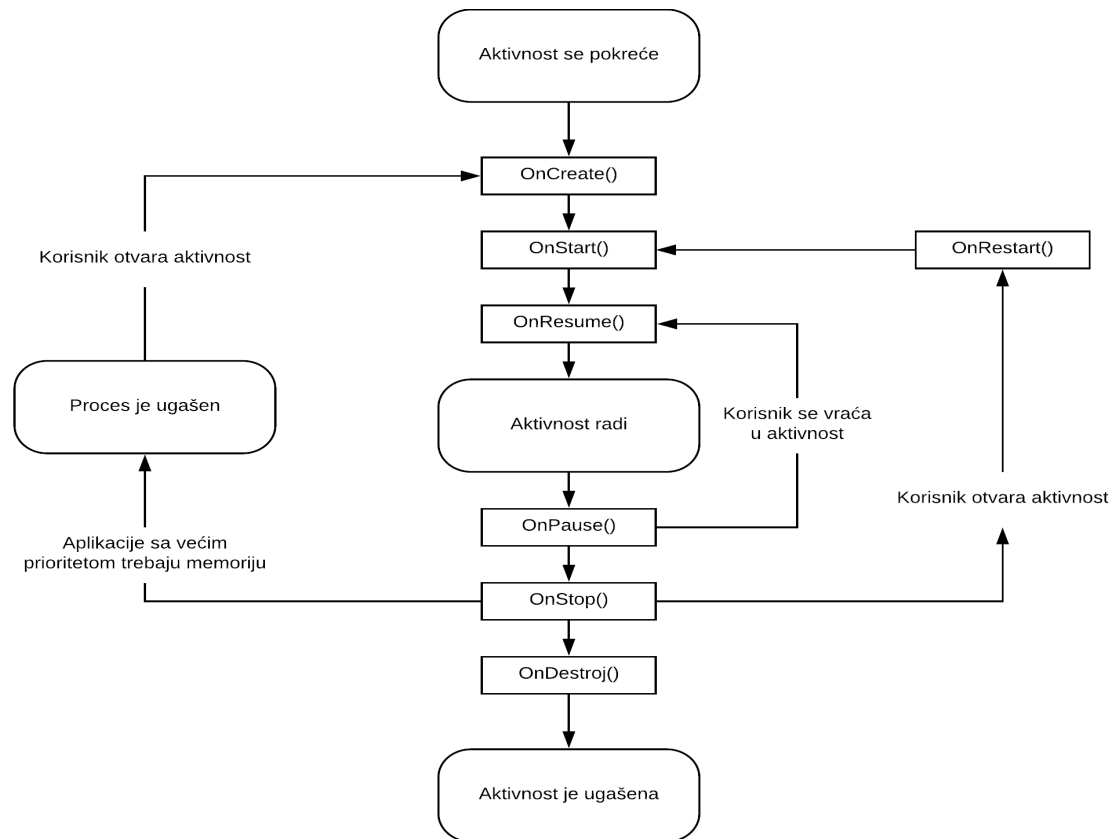 Aktivnost se pokreće
OnCreate()
Korisnik otvara aktivnost
OnStart()
OnRestart()
OnResume()
Proces je ugašen
Aktivnost radi
Korisnik se vraća
u aktivnost
Korisnik otvara aktivnost
OnPause()
Aplikacije sa većim
prioritetom trebaju memoriju
OnStop()
OnDestroj()
Aktivnost je ugašena